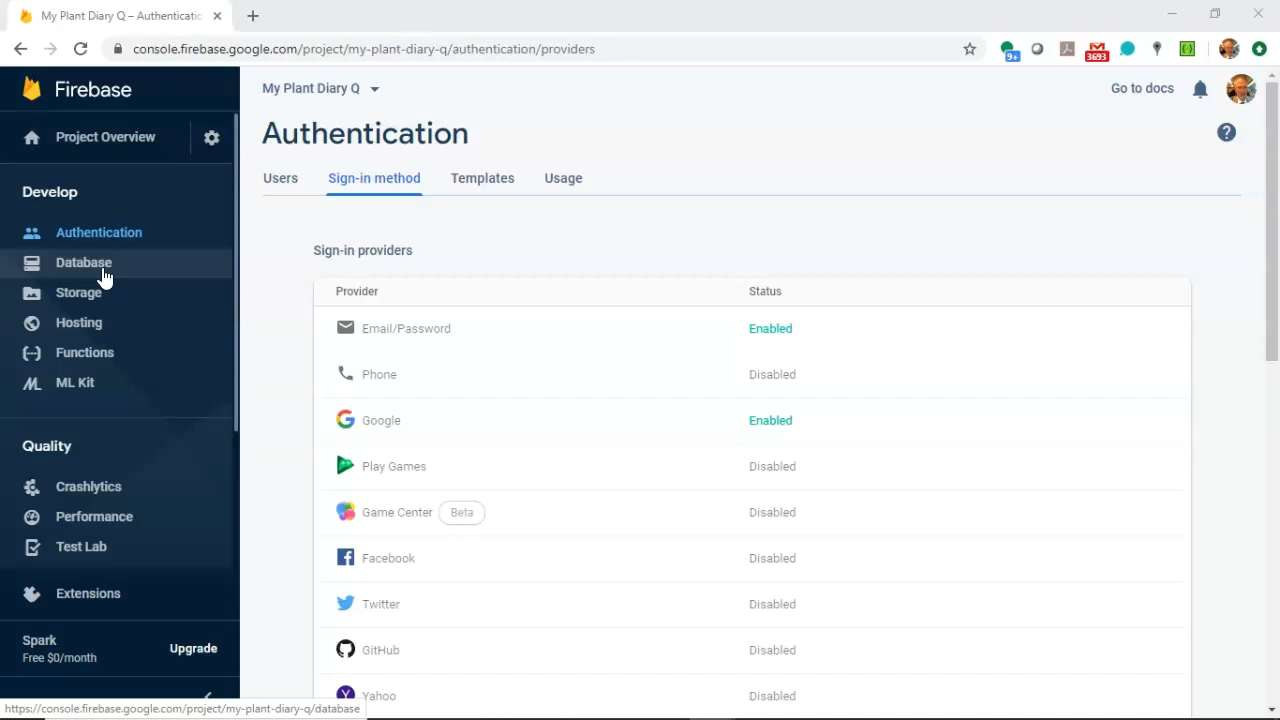 My Plant Diary Q – Authenticatic
console.firebase.google.com/project/my-plant-diary-q/authentication/providers
9+
3693
Firebase
Project Overview
Develop
Authentication
Database
Storage
Hosting
Functions
ML Kit
Quality
Crashlytics
Performance
Test Lab
Extensions
Spark
Free $0/month
Upgrade
https://console.firebase.google.com/project/my-plant-diary-q/database
My Plant Diary Q
Go to docs
Authentication
Users Sign-in method Templates Usage
Sign-in providers
Provider Status
Email/Password Enabled
Phone Disabled
Google Enabled
Play Games Disabled
Game Center Beta Disabled
Facebook Disabled
Twitter Disabled
GitHub Disabled
Yahoo Disabled